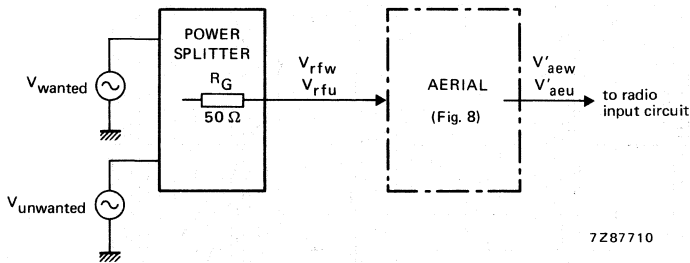 POWER
SPLITTER
R_G
50 Ω
V_wanted
V_unwanted
V_rfw
V_rfu
AERIAL
(Fig. 8)
V'_aew
V'_aeu
to radio
input circuit
7Z87710